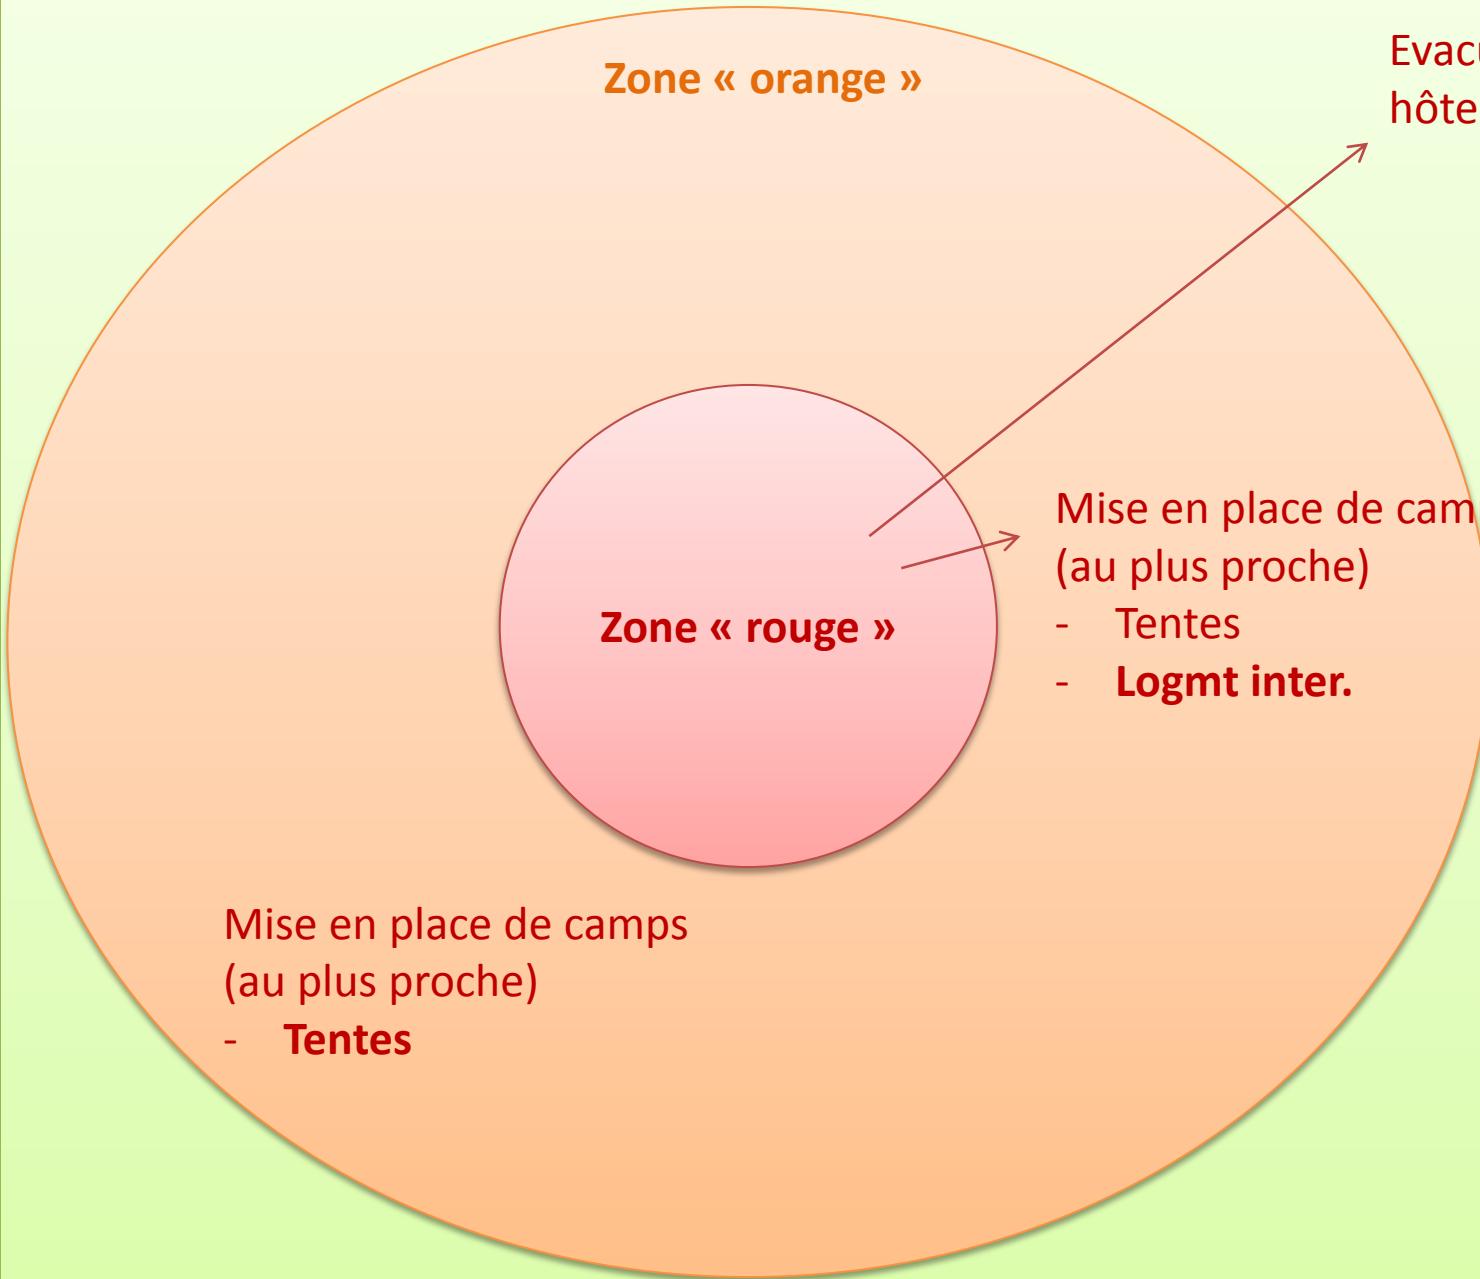 Zone « orange »
hôte
Mise en place de cam
(au plus proche)
- Tentes
- Logmt inter.
Zone « rouge »
Mise en place de camps
(au plus proche)
- Tentes